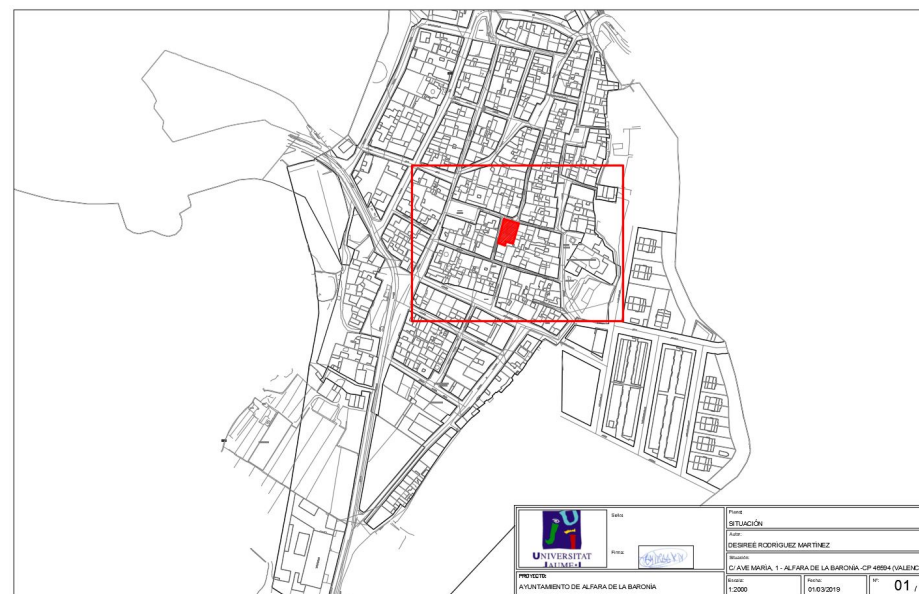 UJI
UNIVERSITAT
JAUME•I
Sello:
Firma:
PROYECTO:
AYUNTAMIENTO DE ALFARA DE LA BARONÍA
Plano:
SITUACIÓN
Autor:
DESIREÉ RODRÍGUEZ MARTÍNEZ
Situación:
C/ AVE MARÍA, 1 - ALFARA DE LA BARONÍA -CP 46594 (VALENC
Escala:
1:2000
Fecha:
01/03/2019
Nº:
01 /